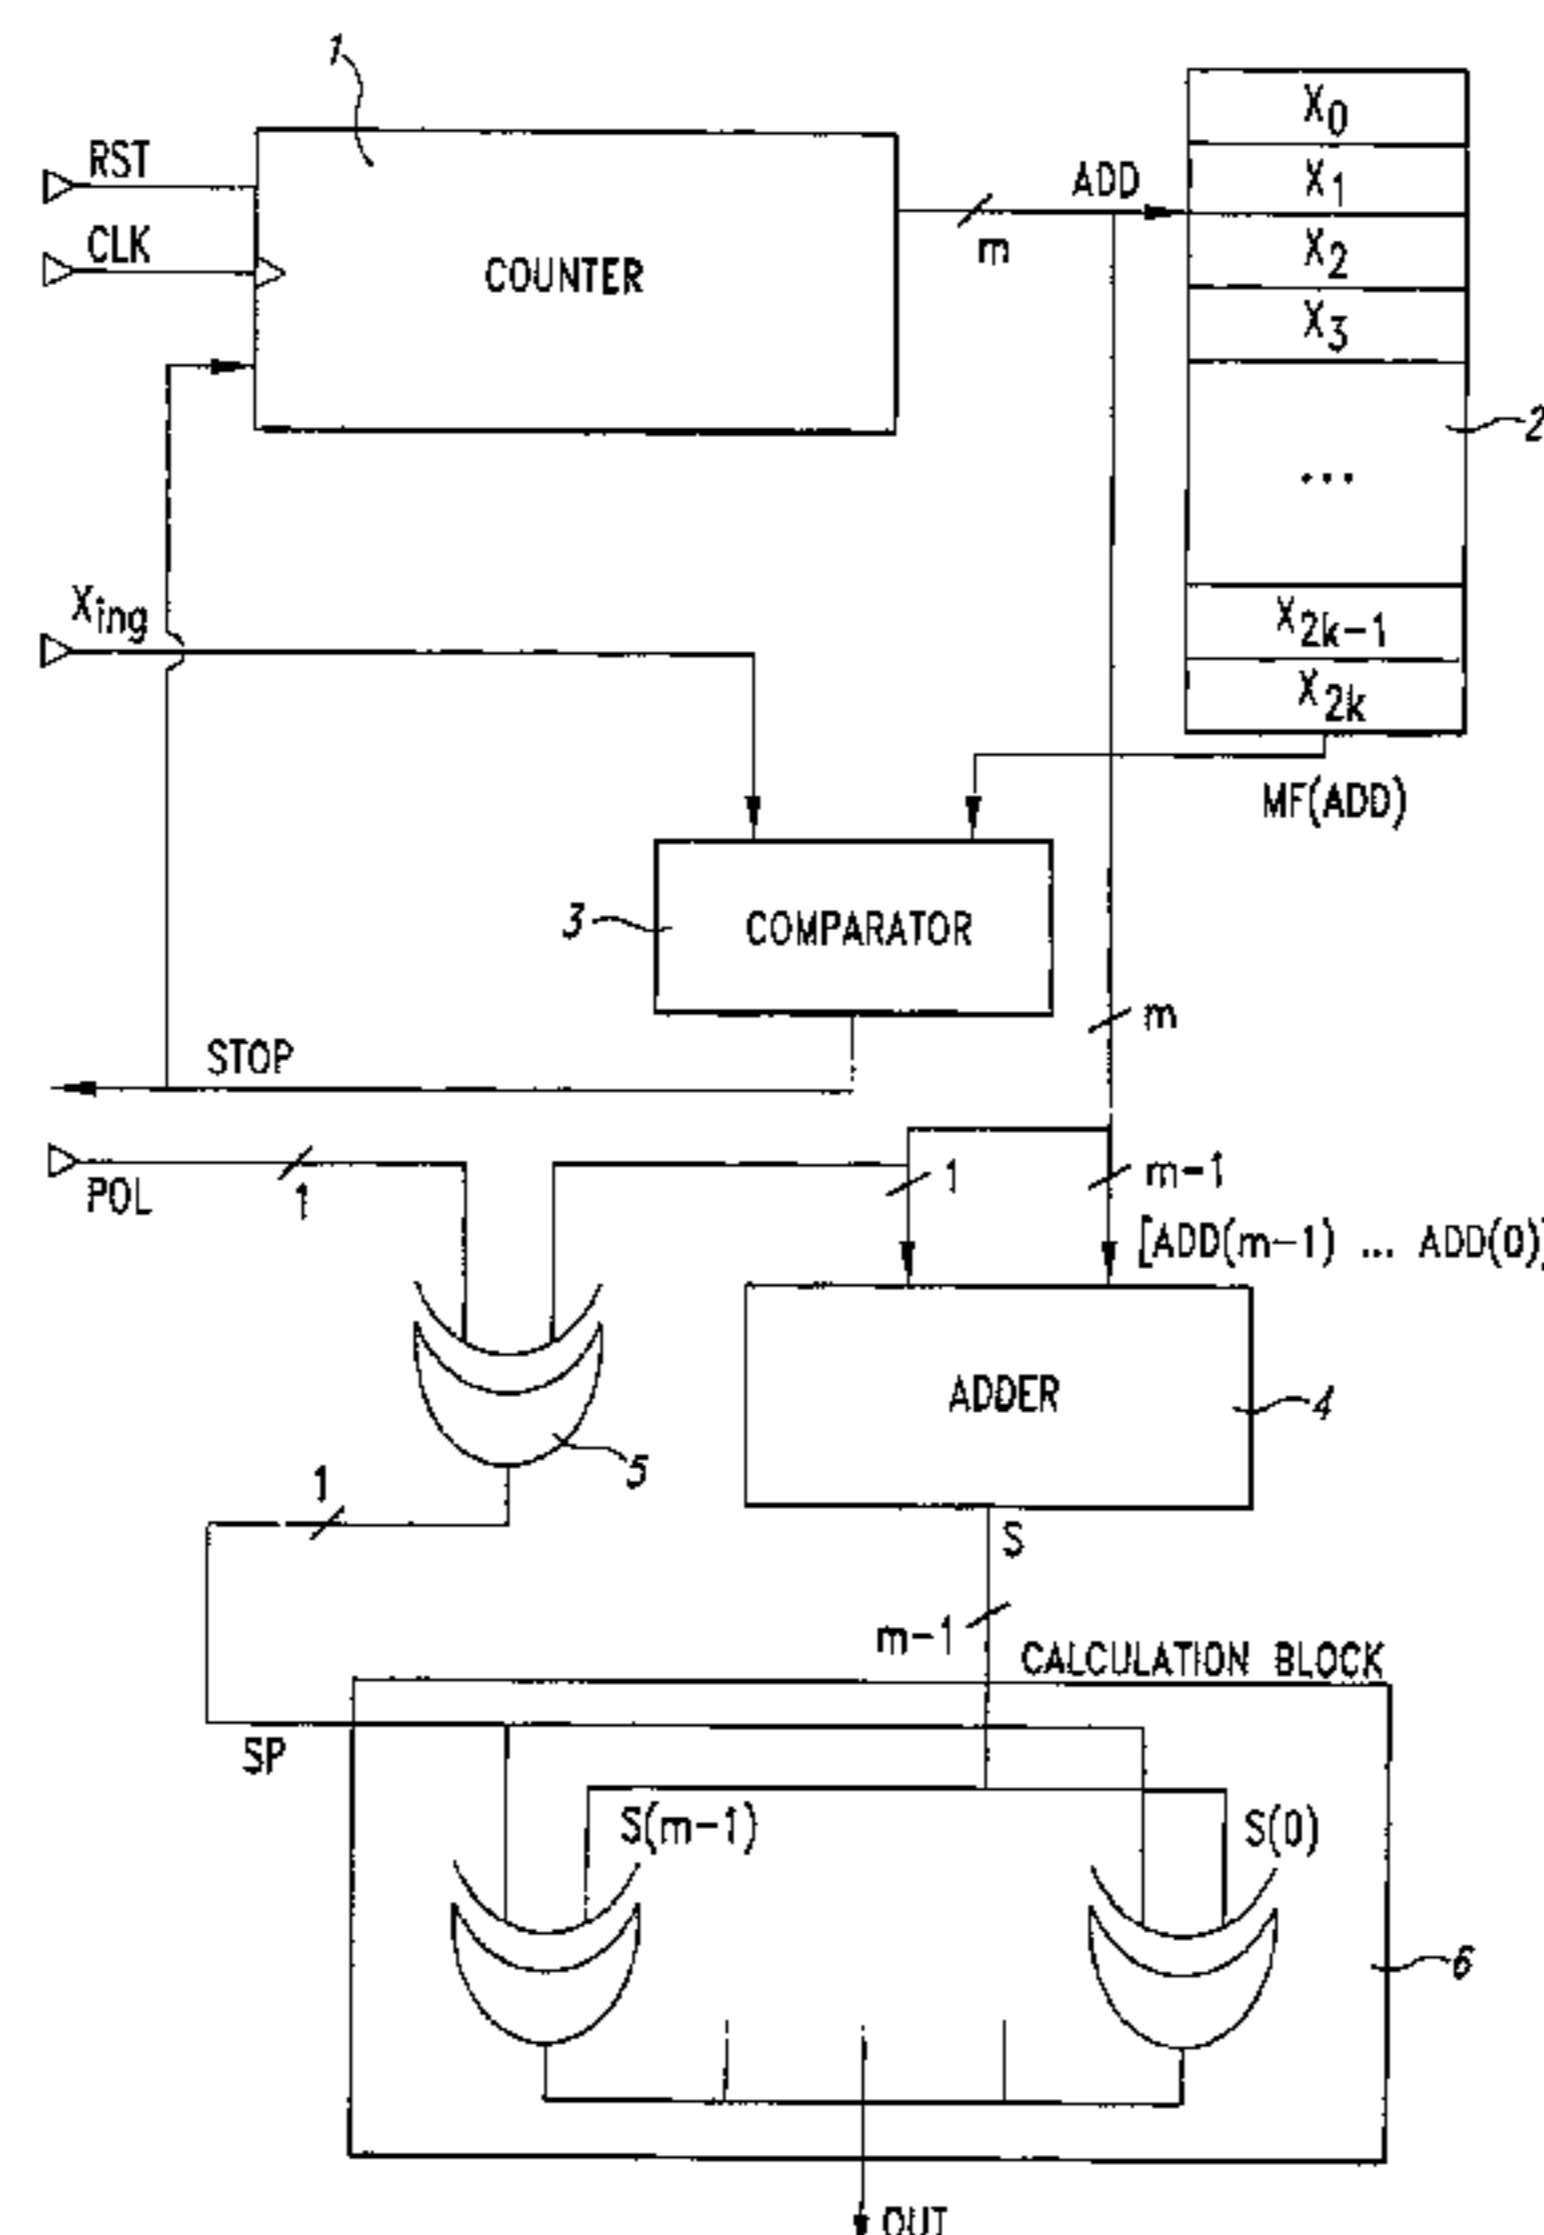 1
RST
CLK
COUNTER
m
ADD
X0
X1
X2
X3
...
X2k-1
X2k
2
Xing
MF(ADD)
3
COMPARATOR
m
STOP
POL
1
1
m-1
[ADD(m-1) ... ADD(0)]
ADDER
4
5
1
S
m-1
CALCULATION BLOCK
SP
S(m-1)
S(0)
6
OUT